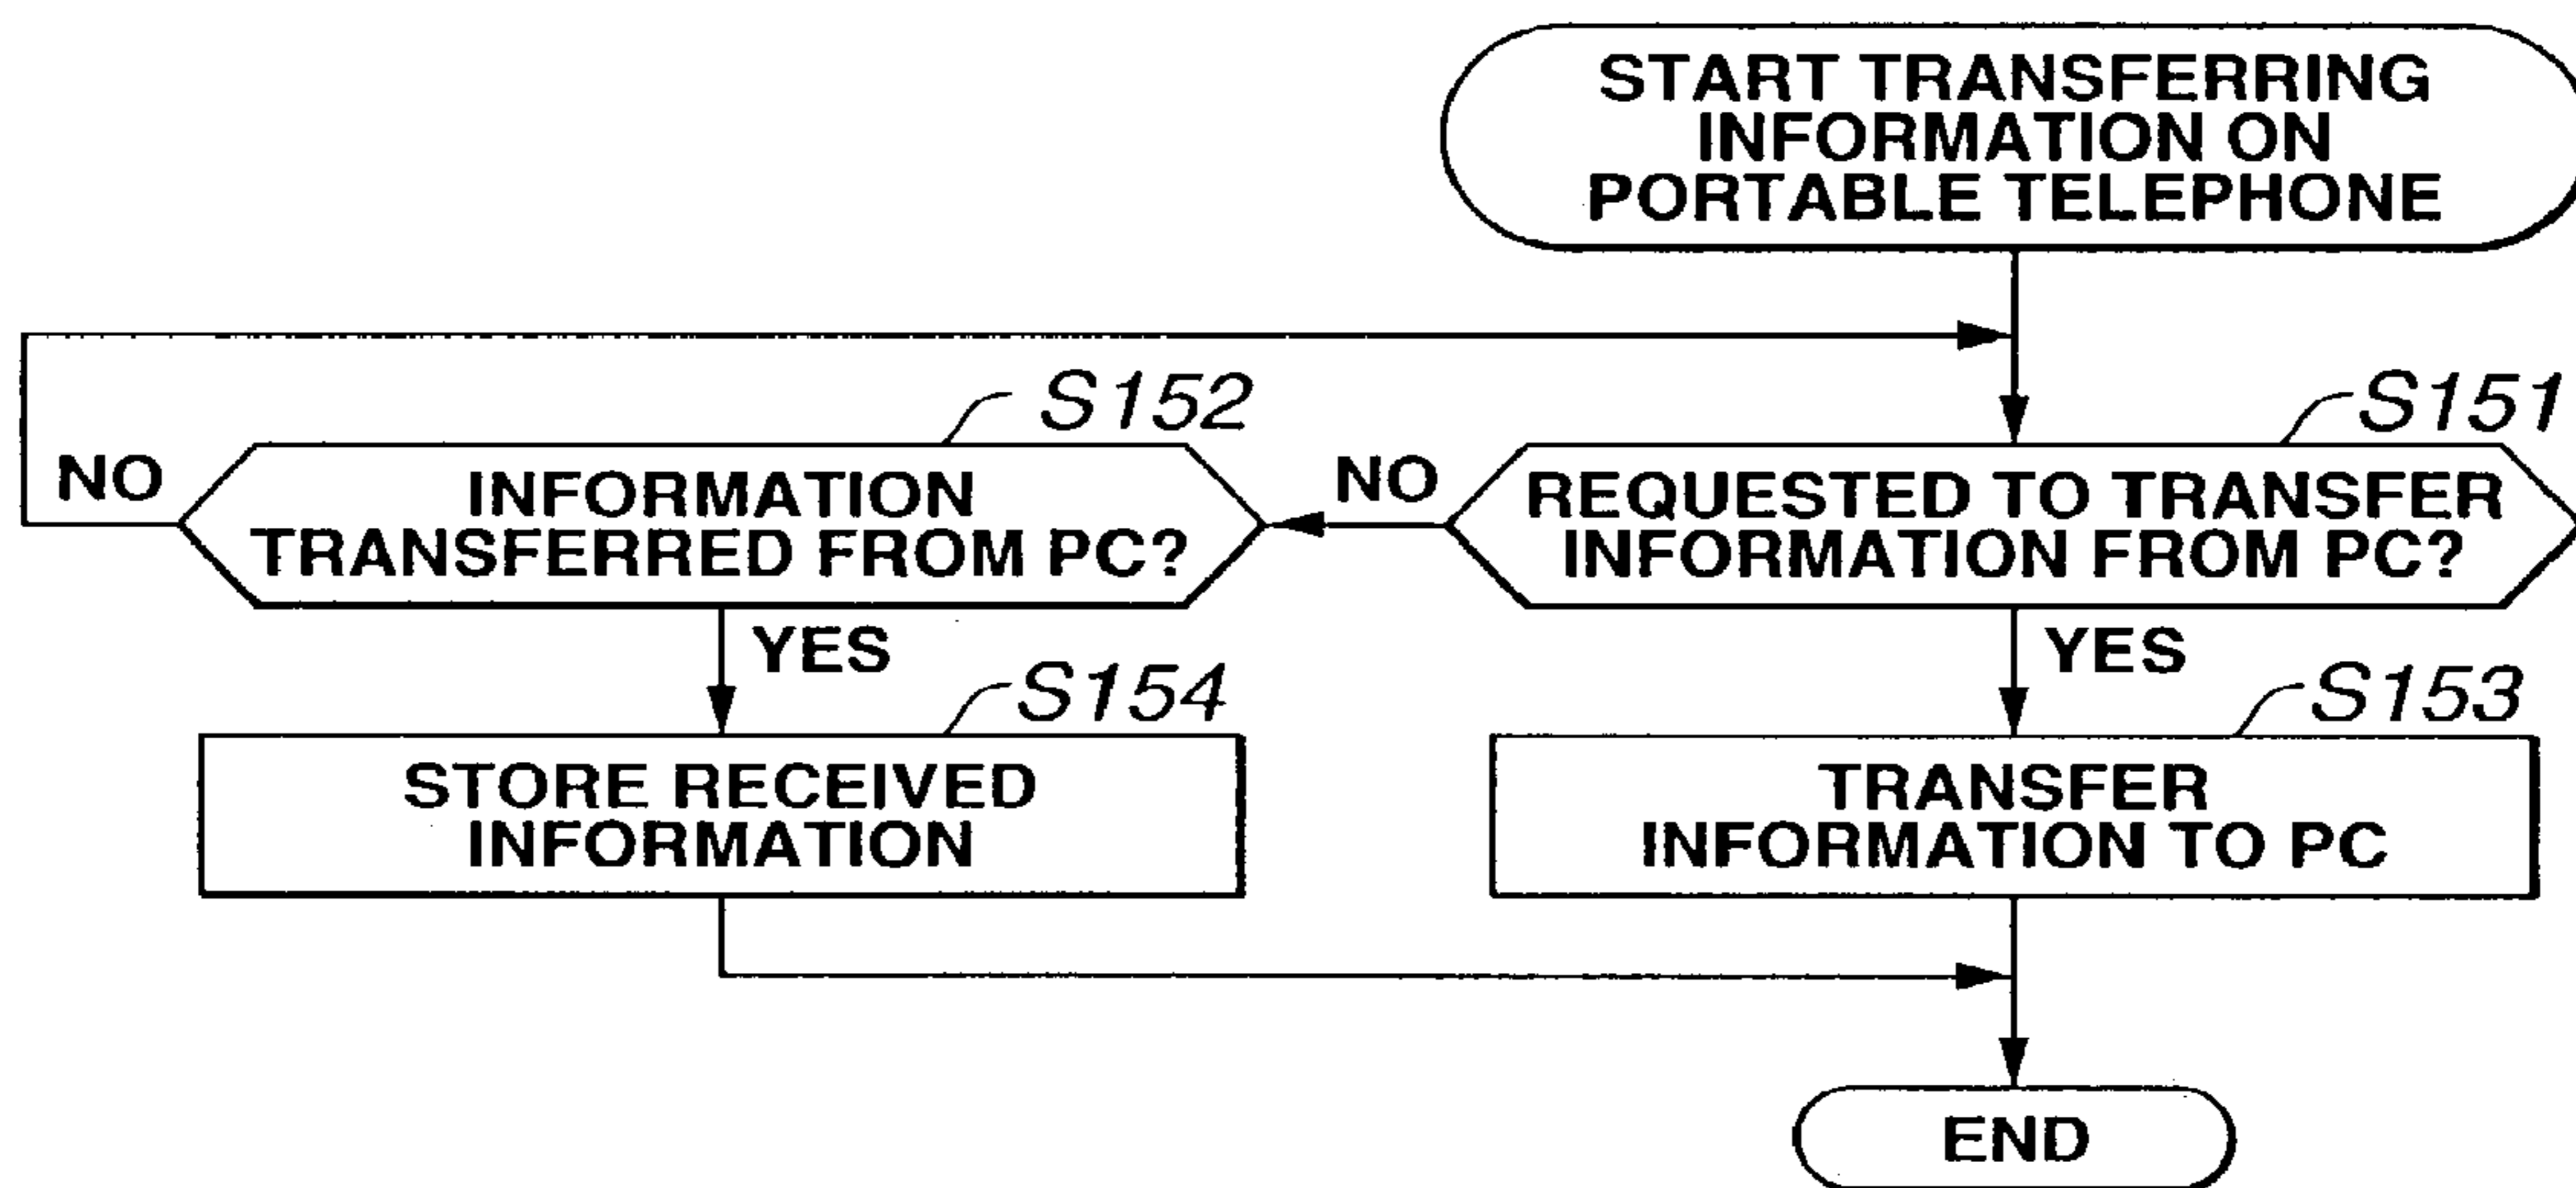 START TRANSFERRING
INFORMATION ON
PORTABLE TELEPHONE
S152
S151
NO
INFORMATION
TRANSFERRED FROM PC?
NO
REQUESTED TO TRANSFER
INFORMATION FROM PC?
YES
YES
S154
S153
STORE RECEIVED
INFORMATION
TRANSFER
INFORMATION TO PC
END